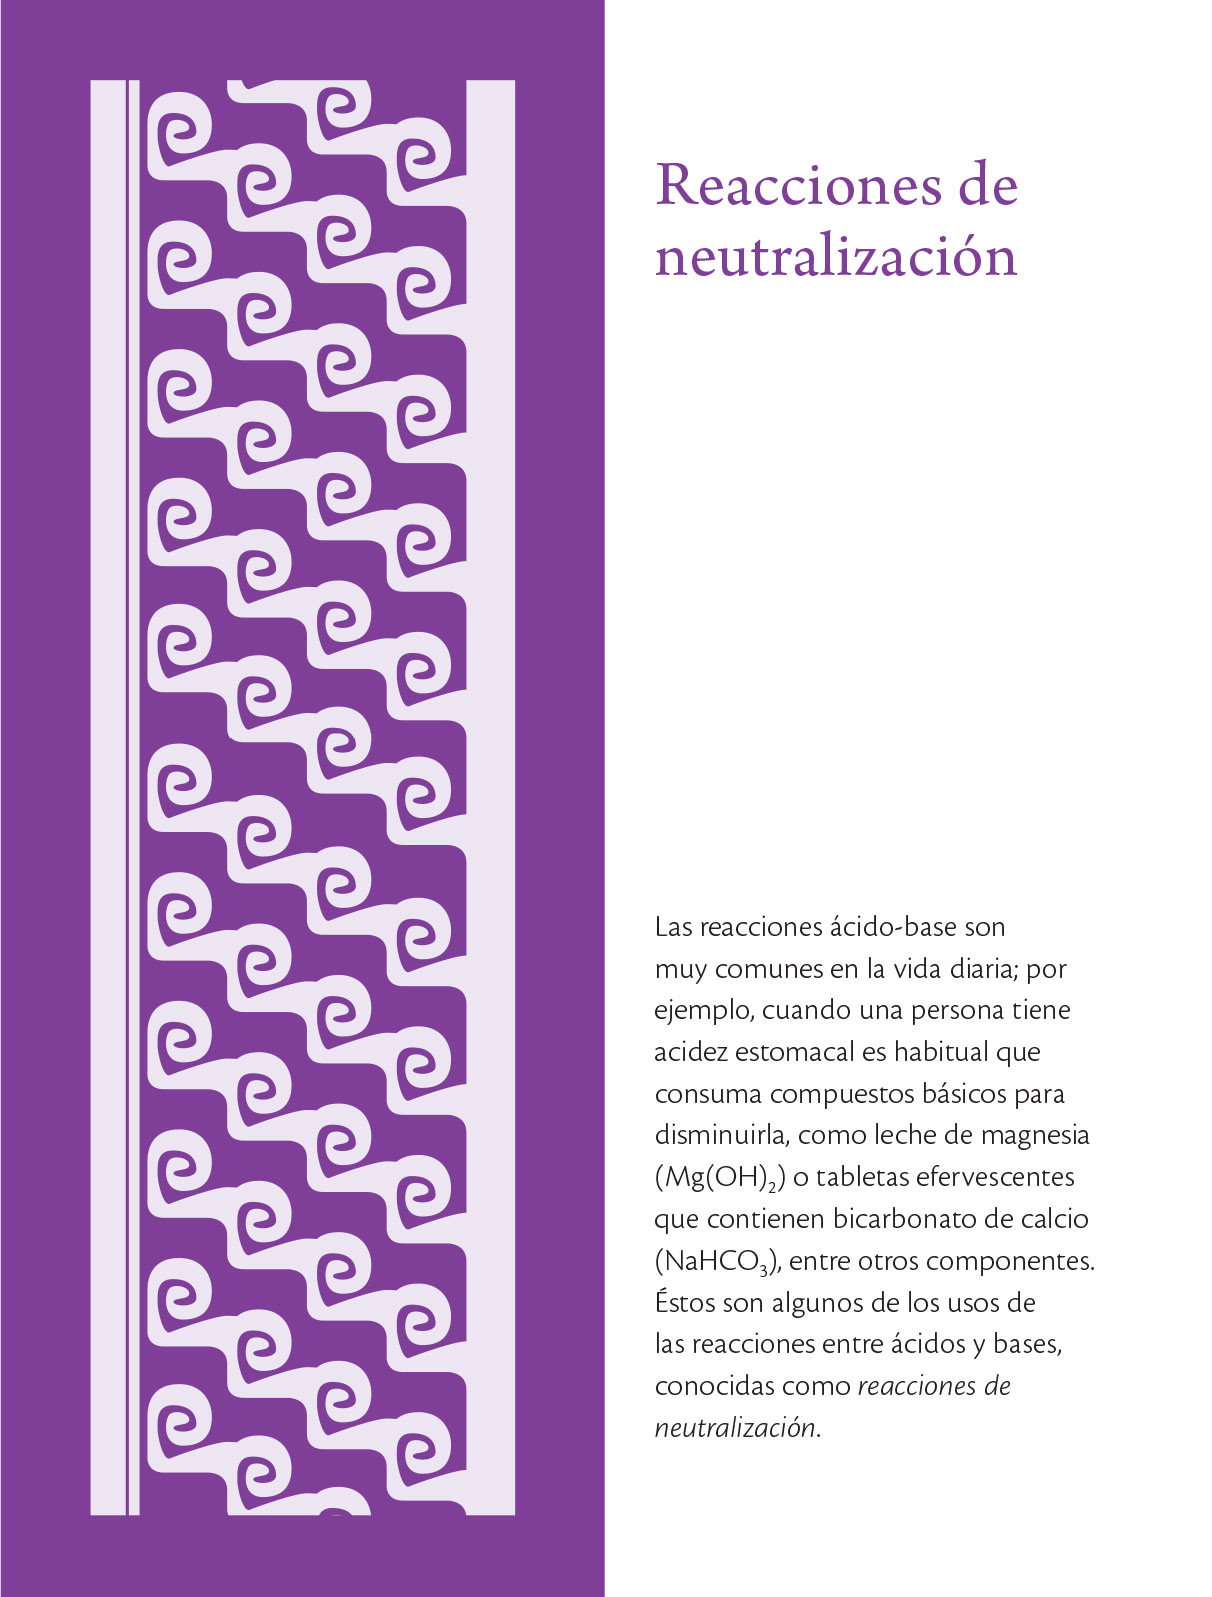 Reacciones de
neutralización
Las reacciones ácido-base son
muy comunes en la vida diaria; por
ejemplo, cuando una persona tiene
acidez estomacal es habitual que
consuma compuestos básicos para
disminuirla, como leche de magnesia
(Mg(OH)₂) o tabletas efervescentes
que contienen bicarbonato de calcio
(NaHCO₃), entre otros componentes.
Éstos son algunos de los usos de
las reacciones entre ácidos y bases,
conocidas como reacciones de
neutralización.